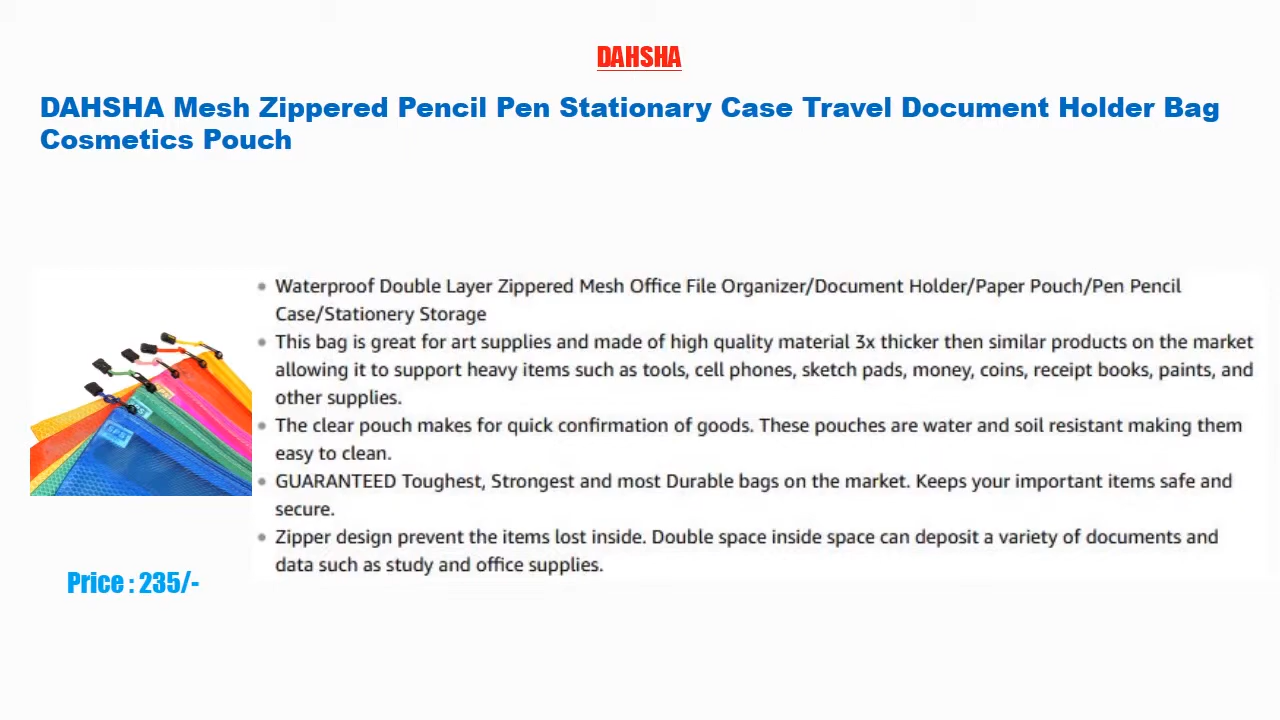 DAHSHA
DAHSHA Mesh Zippered Pencil Pen Stationary Case Travel Document Holder Bag
Cosmetics Pouch
Waterproof Double Layer Zippered Mesh Office File Organizer/Document Holder/Paper Pouch/Pen Pencil
Case/Stationery Storage
This bag is great for art supplies and made of high quality material 3x thicker then similar products on the market
allowing it to support heavy items such as tools, cell phones, sketch pads, money, coins, receipt books, paints, and
other supplies.
The clear pouch makes for quick confirmation of goods. These pouches are water and soil resistant making them
easy to clean.
GUARANTEED Toughest, Strongest and most Durable bags on the market. Keeps your important items safe and
secure.
Zipper design prevent the items lost inside. Double space inside space can deposit a variety of documents and
data such as study and office supplies.
Price : 235/-